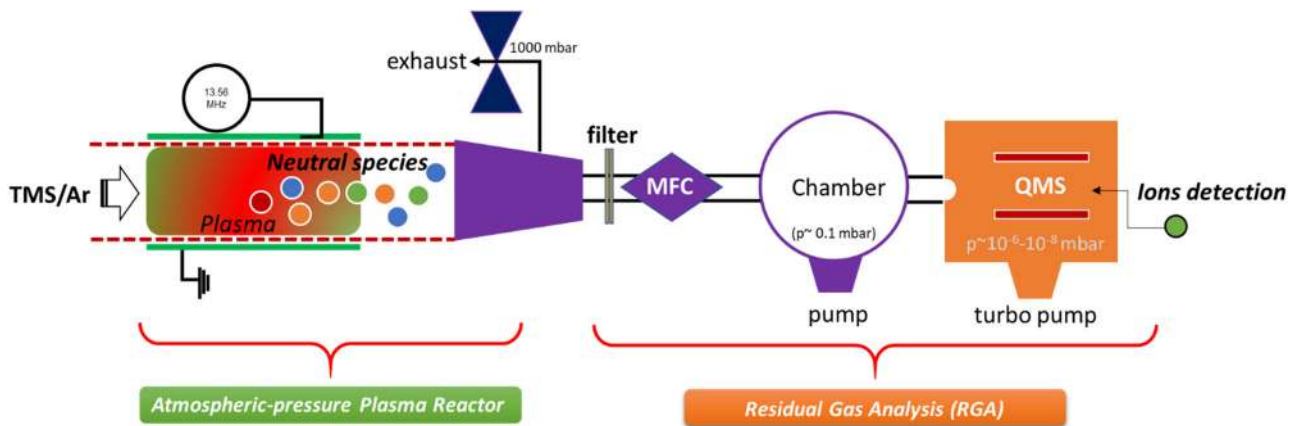 1000 mbar
exhaust
13.56
MHz
filter
Neutral species
TMS/Ar
MFC
Chamber
QMS
Ions detection
Plasma
(p~ 0.1 mbar)
p~10⁻⁶-10⁻⁸ mbar
pump
turbo pump
Atmospheric-pressure Plasma Reactor
Residual Gas Analysis (RGA)